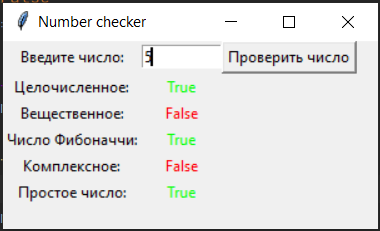 Number checker
Введите число: 5 Проверить число
Целочисленное: True
Вещественное: False
Число Фибоначчи: True
Комплексное: False
Простое число: True